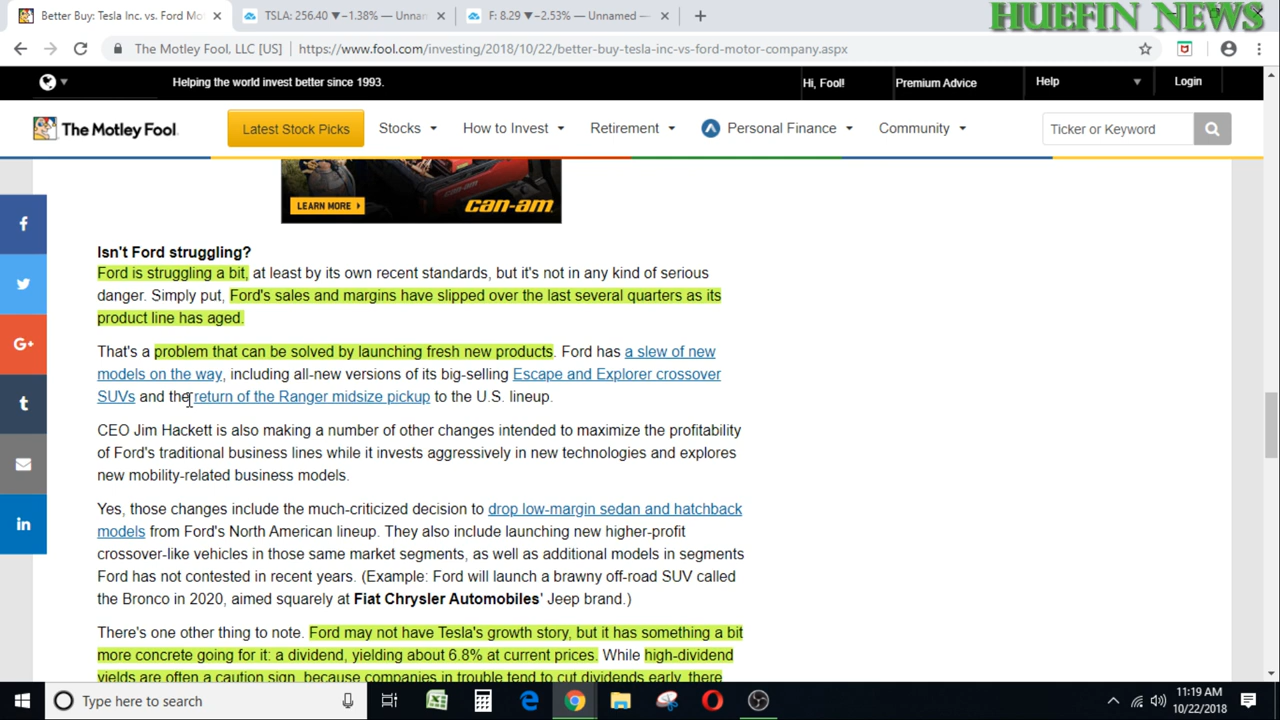 Better Buy: Tesla Inc. vs. Ford Mo
TSLA: 256.40 ▼−1.38% — Unnam
F: 8.29 ▼−2.53% — Unnamed —
HUEFIN NEWS
The Motley Fool, LLC [US]
https://www.fool.com/investing/2018/10/22/better-buy-tesla-inc-vs-ford-motor-company.aspx
Helping the world invest better since 1993.
Hi, Fool!
Premium Advice
Help
Login
The Motley Fool.
Latest Stock Picks
Stocks
How to Invest
Retirement
Personal Finance
Community
Ticker or Keyword
LEARN MORE
can-am
Isn't Ford struggling?
Ford is struggling a bit, at least by its own recent standards, but it's not in any kind of serious
danger. Simply put, Ford's sales and margins have slipped over the last several quarters as its
product line has aged.
That's a problem that can be solved by launching fresh new products. Ford has a slew of new
models on the way, including all-new versions of its big-selling Escape and Explorer crossover
SUVs and the return of the Ranger midsize pickup to the U.S. lineup.
CEO Jim Hackett is also making a number of other changes intended to maximize the profitability
of Ford's traditional business lines while it invests aggressively in new technologies and explores
new mobility-related business models.
Yes, those changes include the much-criticized decision to drop low-margin sedan and hatchback
models from Ford's North American lineup. They also include launching new higher-profit
crossover-like vehicles in those same market segments, as well as additional models in segments
Ford has not contested in recent years. (Example: Ford will launch a brawny off-road SUV called
the Bronco in 2020, aimed squarely at Fiat Chrysler Automobiles' Jeep brand.)
There's one other thing to note. Ford may not have Tesla's growth story, but it has something a bit
more concrete going for it: a dividend, yielding about 6.8% at current prices. While high-dividend
yields are often a caution sign, because companies in trouble tend to cut dividends early, there
Type here to search
11:19 AM
10/22/2018